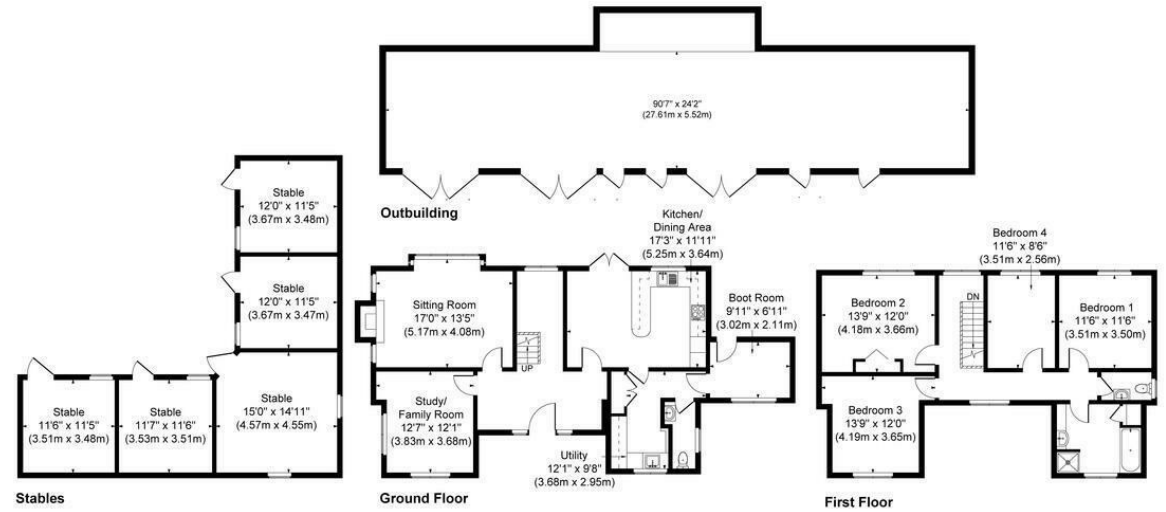 90'7" x 24'2"
(27.61m x 5.52m)
Outbuilding
Stable
12'0" x 11'5"
(3.67m x 3.48m)
Stable
12'0" x 11'5"
(3.67m x 3.47m)
Stable
15'0" x 14'11"
(4.57m x 4.55m)
Stable
11'6" x 11'5"
(3.51m x 3.48m)
Stable
11'7" x 11'6"
(3.53m x 3.51m)
Stables
Kitchen/
Dining Area
17'3" x 11'11"
(5.25m x 3.64m)
Sitting Room
17'0" x 13'5"
(5.17m x 4.08m)
UP
Boot Room
9'11" x 6'11"
(3.02m x 2.11m)
Study/
Family Room
12'7" x 12'1"
(3.83m x 3.68m)
Utility
12'1" x 9'8"
(3.68m x 2.95m)
Ground Floor
Bedroom 4
11'6" x 8'6"
(3.51m x 2.56m)
Bedroom 2
13'9" x 12'0"
(4.18m x 3.66m)
DN
Bedroom 1
11'6" x 11'6"
(3.51m x 3.50m)
Bedroom 3
13'9" x 12'0"
(4.19m x 3.65m)
First Floor